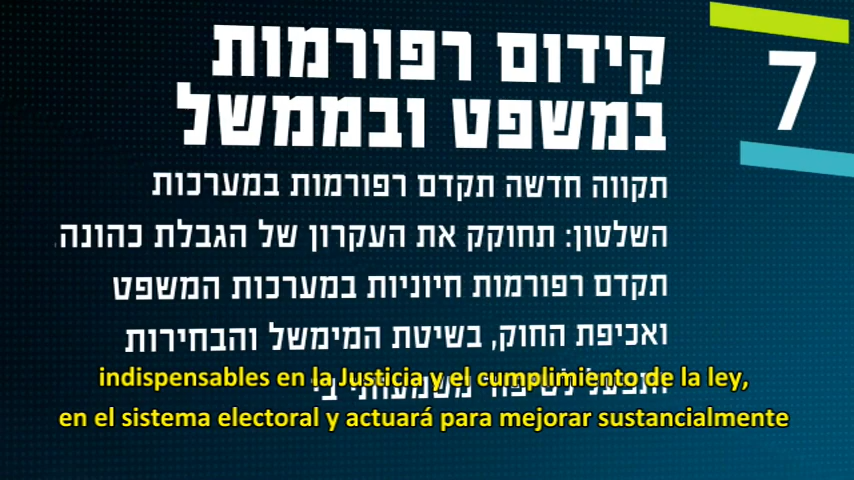 7
קידום רפורמות
במשפט ובממשל
תקווה חדשה תקדם רפורמות במערכות
השלטון: תחוקק את העקרון של הגבלת כהונה.
תקדם רפורמות חיוניות במערכות המשפט
ואכיפת החוק, בשיטת המימשל והבחירות
indispensables en la Justicia y el cumplimiento de la ley,
en el sistema electoral y actuará para mejorar sustancialmente